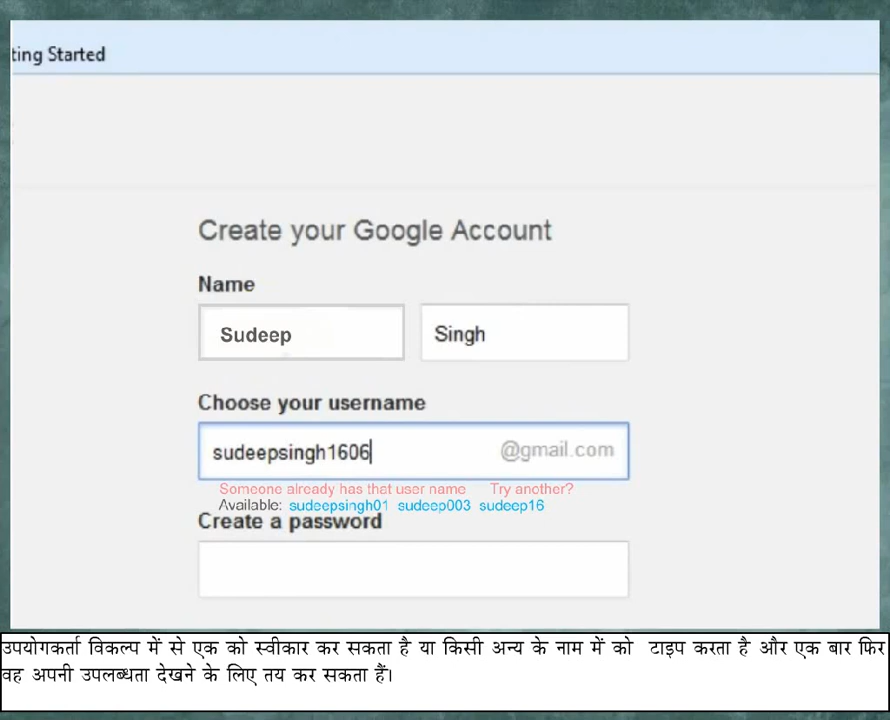 ting Started
Create your Google Account
Name
Sudeep Singh
Choose your username
sudeepsingh1606 @gmail.com
Someone already has that user name Try another?
Available: sudeepsingh01 sudeep003 sudeep16
Create a password
उपयोगकर्ता विकल्प में से एक को स्वीकार कर सकता है या किसी अन्य के नाम में को टाइप करता है और एक बार फिर
वह अपनी उपलब्धता देखने के लिए तय कर सकता हैं।